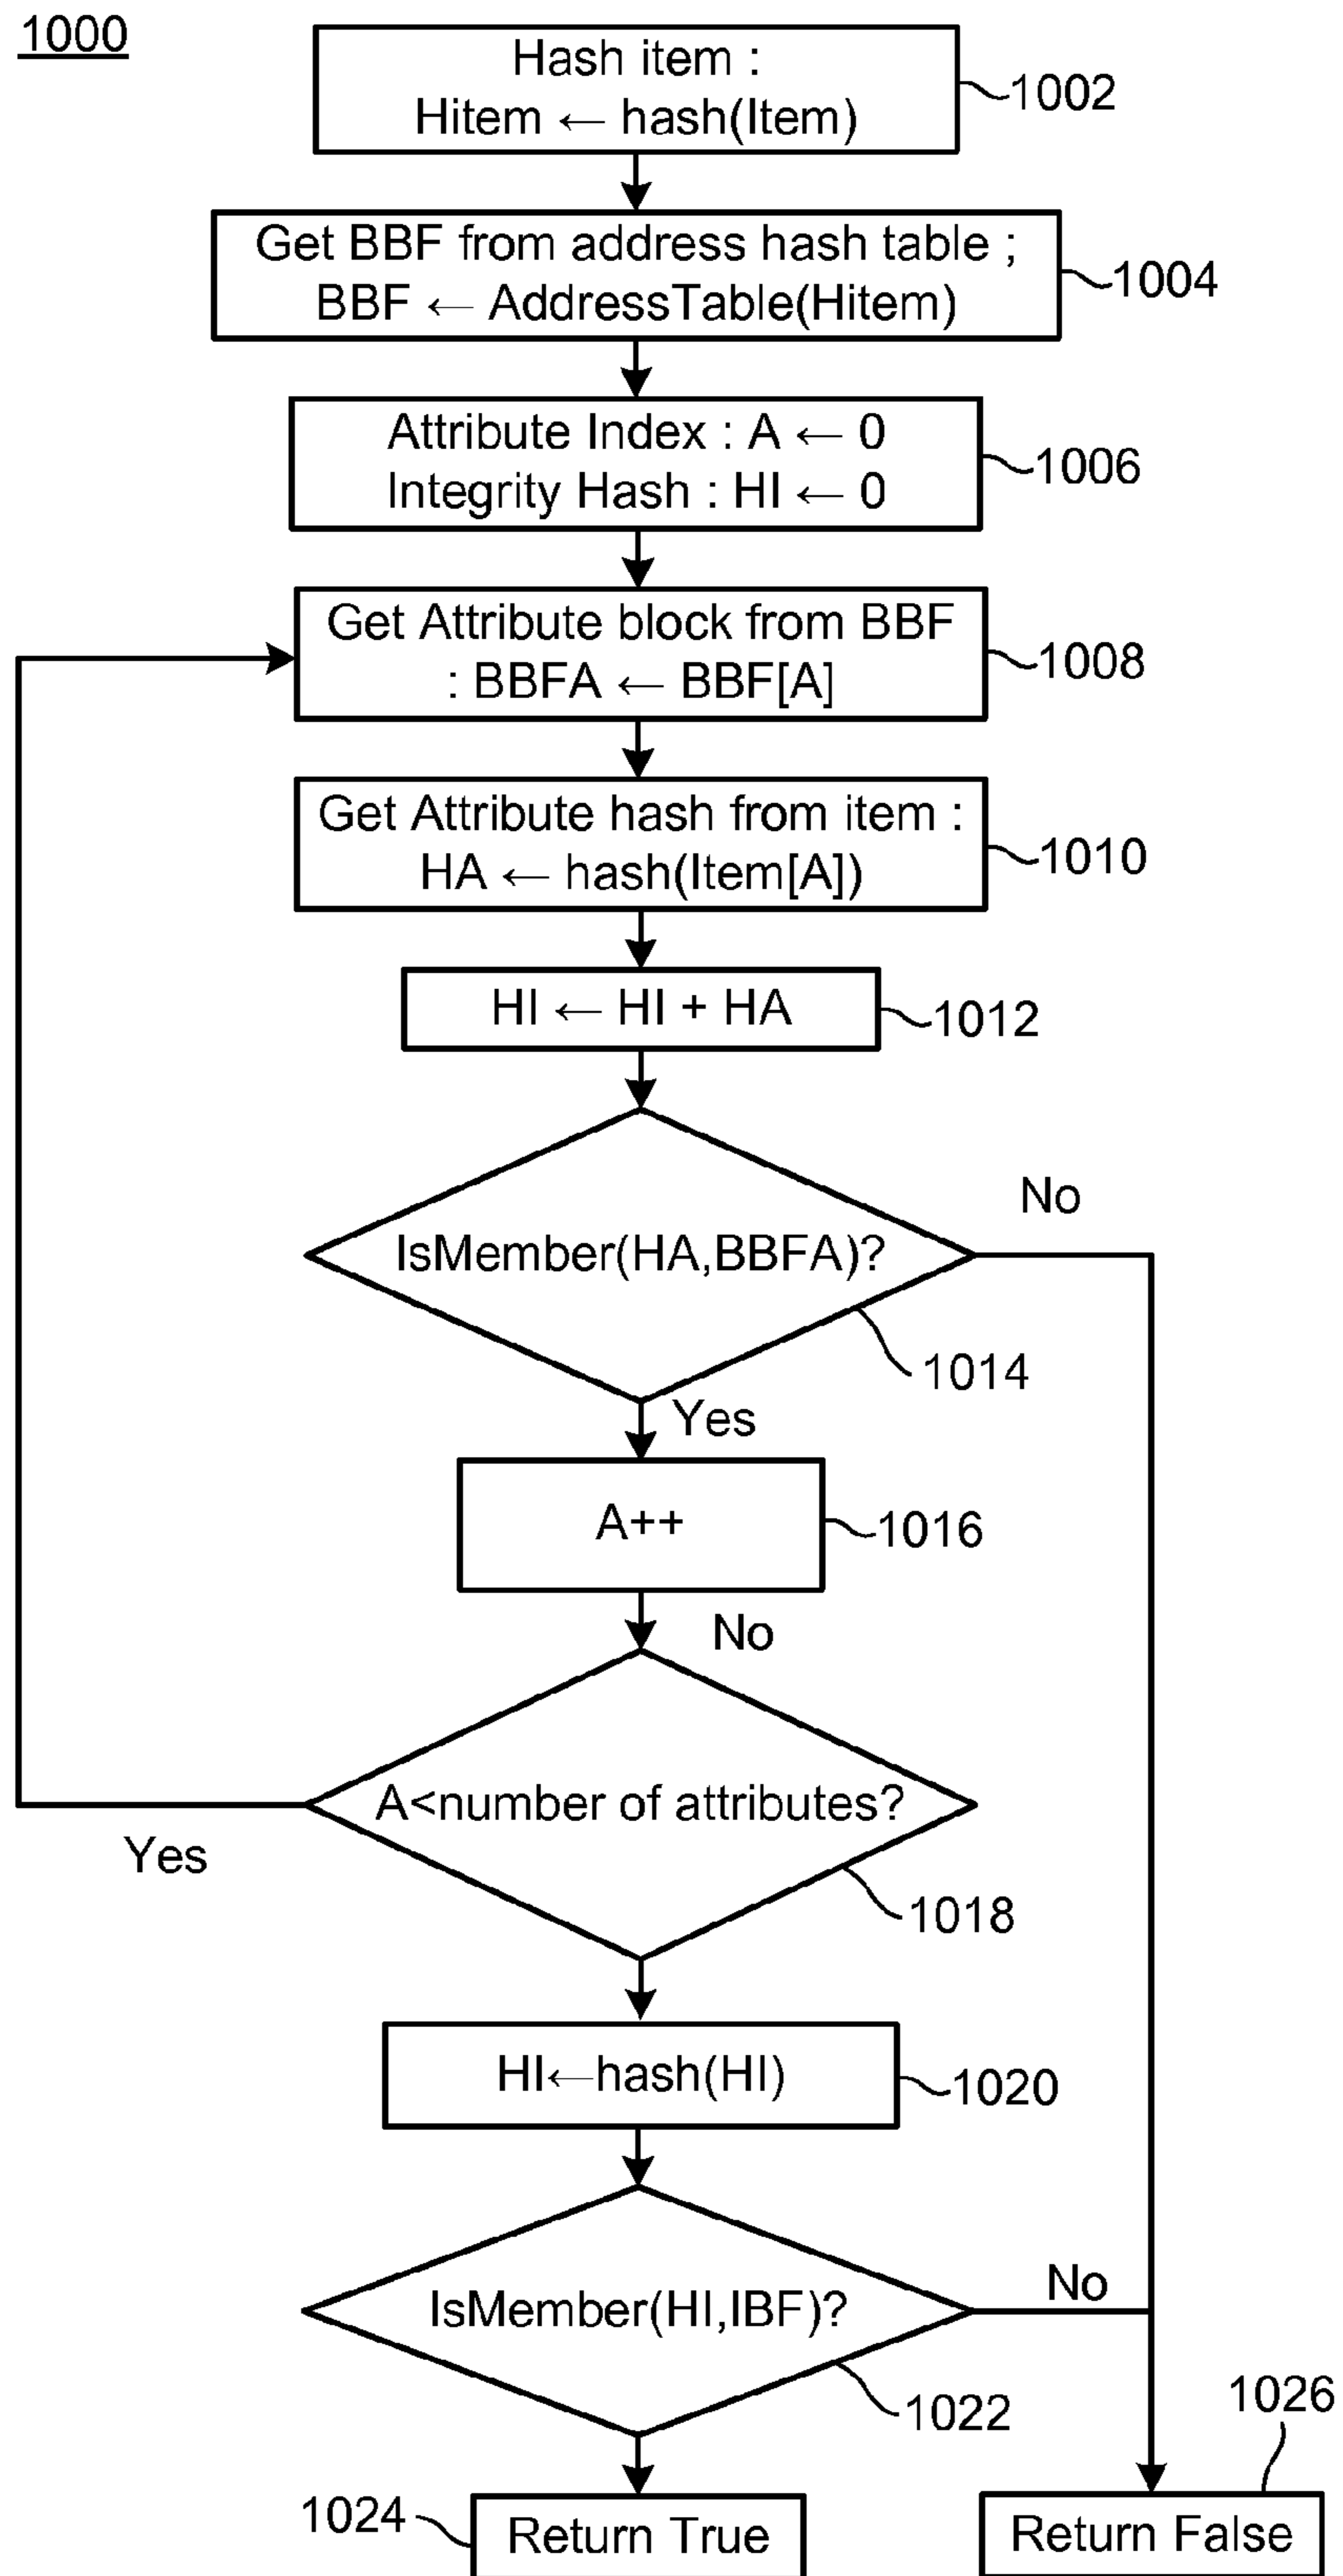 1000
Hash item :
Hitem ← hash(Item)
1002
Get BBF from address hash table ;
BBF ← AddressTable(Hitem)
1004
Attribute Index : A ← 0
Integrity Hash : HI ← 0
1006
Get Attribute block from BBF
: BBFA ← BBF[A]
1008
Get Attribute hash from item :
HA ← hash(Item[A])
1010
HI ← HI + HA
1012
IsMember(HA,BBFA)?
No
1014
Yes
A++
1016
No
A<number of attributes?
Yes
1018
HI←hash(HI)
1020
IsMember(HI,IBF)?
No
1022
1024
Return True
1026
Return False